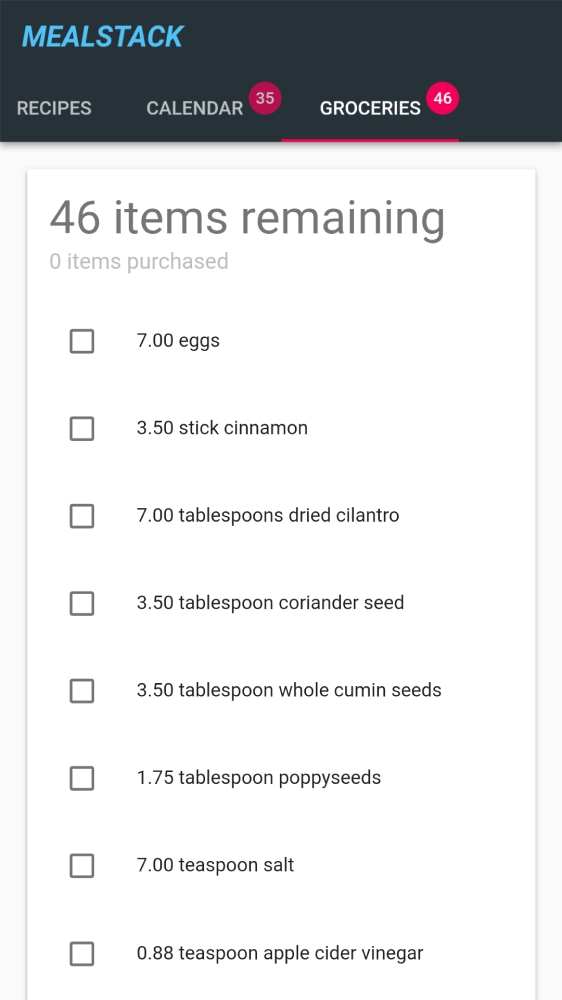 MEALSTACK
RECIPES CALENDAR 35 GROCERIES 46
46 items remaining
0 items purchased
7.00 eggs
3.50 stick cinnamon
7.00 tablespoons dried cilantro
3.50 tablespoon coriander seed
3.50 tablespoon whole cumin seeds
1.75 tablespoon poppyseeds
7.00 teaspoon salt
0.88 teaspoon apple cider vinegar